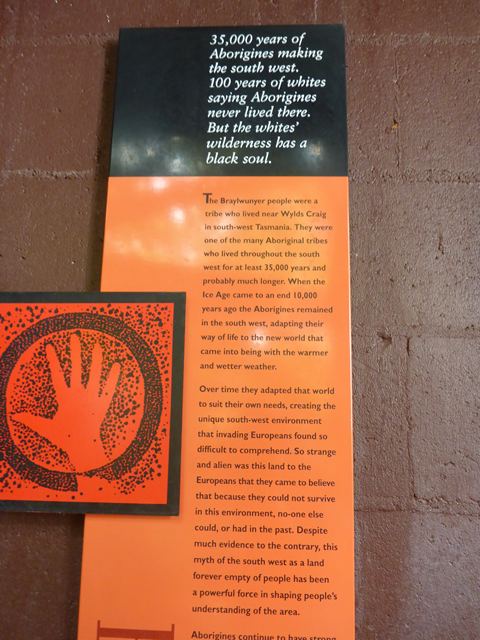 35,000 years of
Aborigines making
the south west.
100 years of whites
saying Aborigines
never lived there.
But the whites'
wilderness has a
black soul.
The Braylwunyer people were a
tribe who lived near Wylds Craig
in south-west Tasmania. They were
one of the many Aboriginal tribes
who lived throughout the south
west for at least 35,000 years and
probably much longer. When the
Ice Age came to an end 10,000
years ago the Aborigines remained
in the south west, adapting their
way of life to the new world that
came into being with the warmer
and wetter weather.
Over time they adapted that world
to suit their own needs, creating the
unique south-west environment
that invading Europeans found so
difficult to comprehend. So strange
and alien was this land to the
Europeans that they came to believe
that because they could not survive
in this environment, no-one else
could, or had in the past. Despite
much evidence to the contrary, this
myth of the south west as a land
forever empty of people has been
a powerful force in shaping people's
understanding of the area.
Aborigines continue to have strong